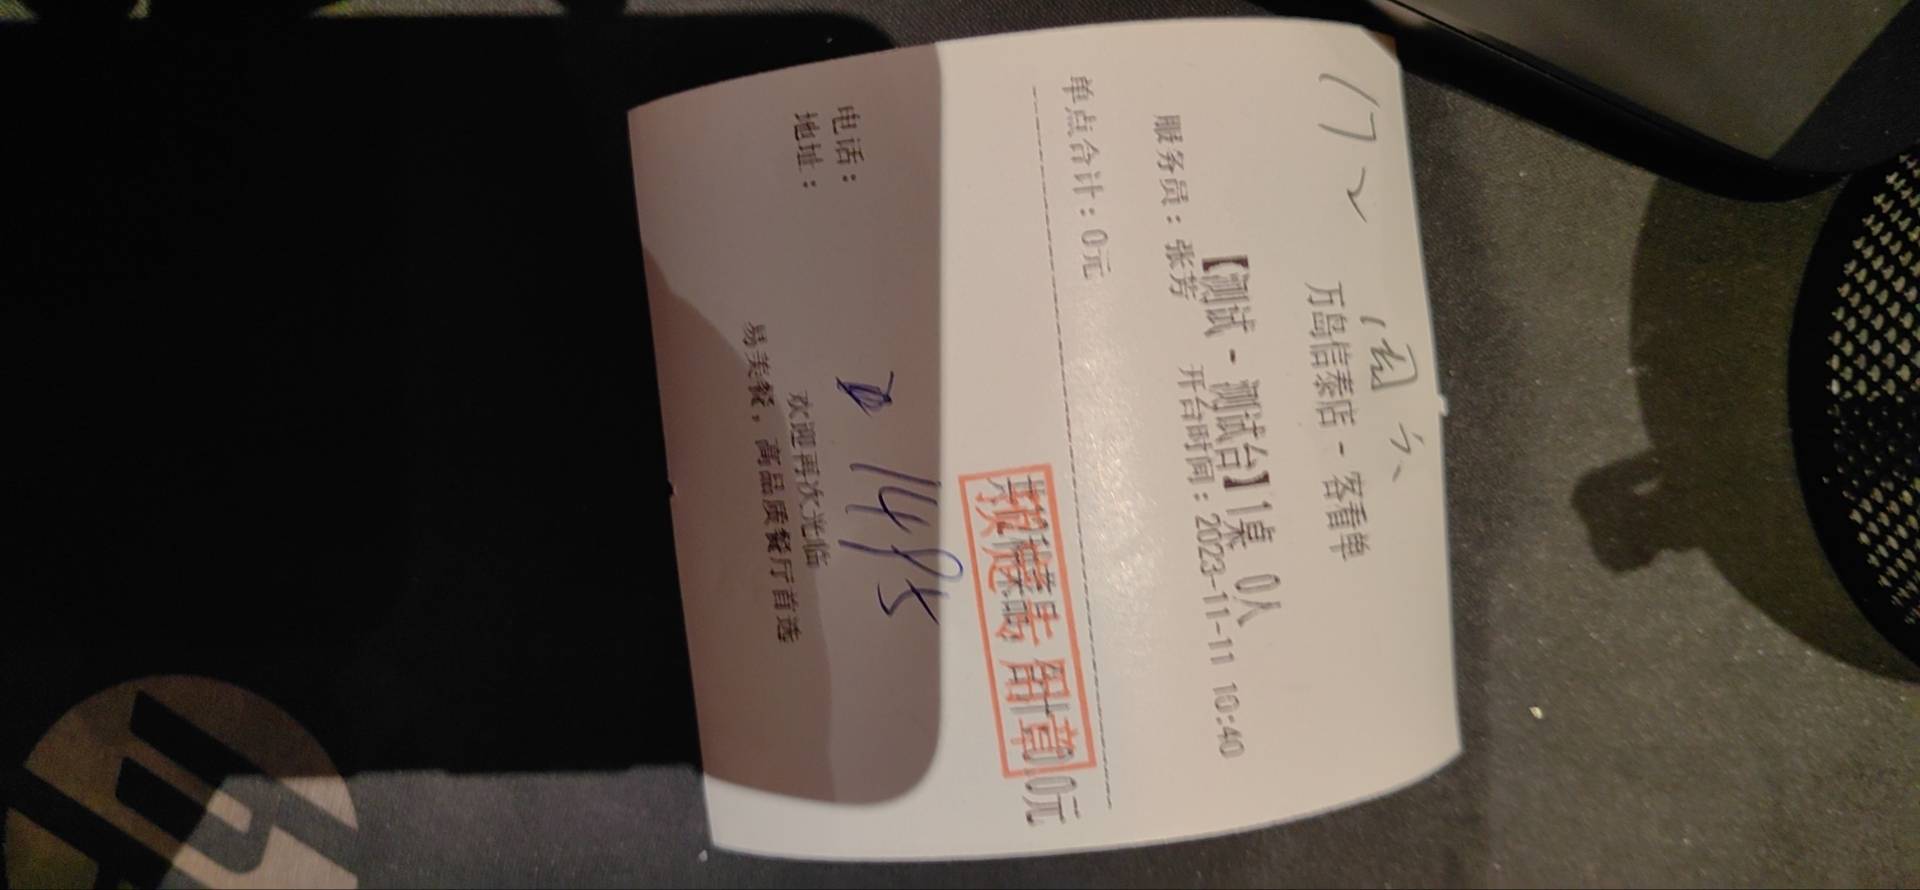 172
万岛信泰店-客看单
【测试-测试台】1桌 0人
服务员：张芳 开台时间：2023-11-11 10:40
单点合计：0元
0元
1485
电话：
地址：
欢迎再次光临
易美餐，高品质餐厅首选
hp